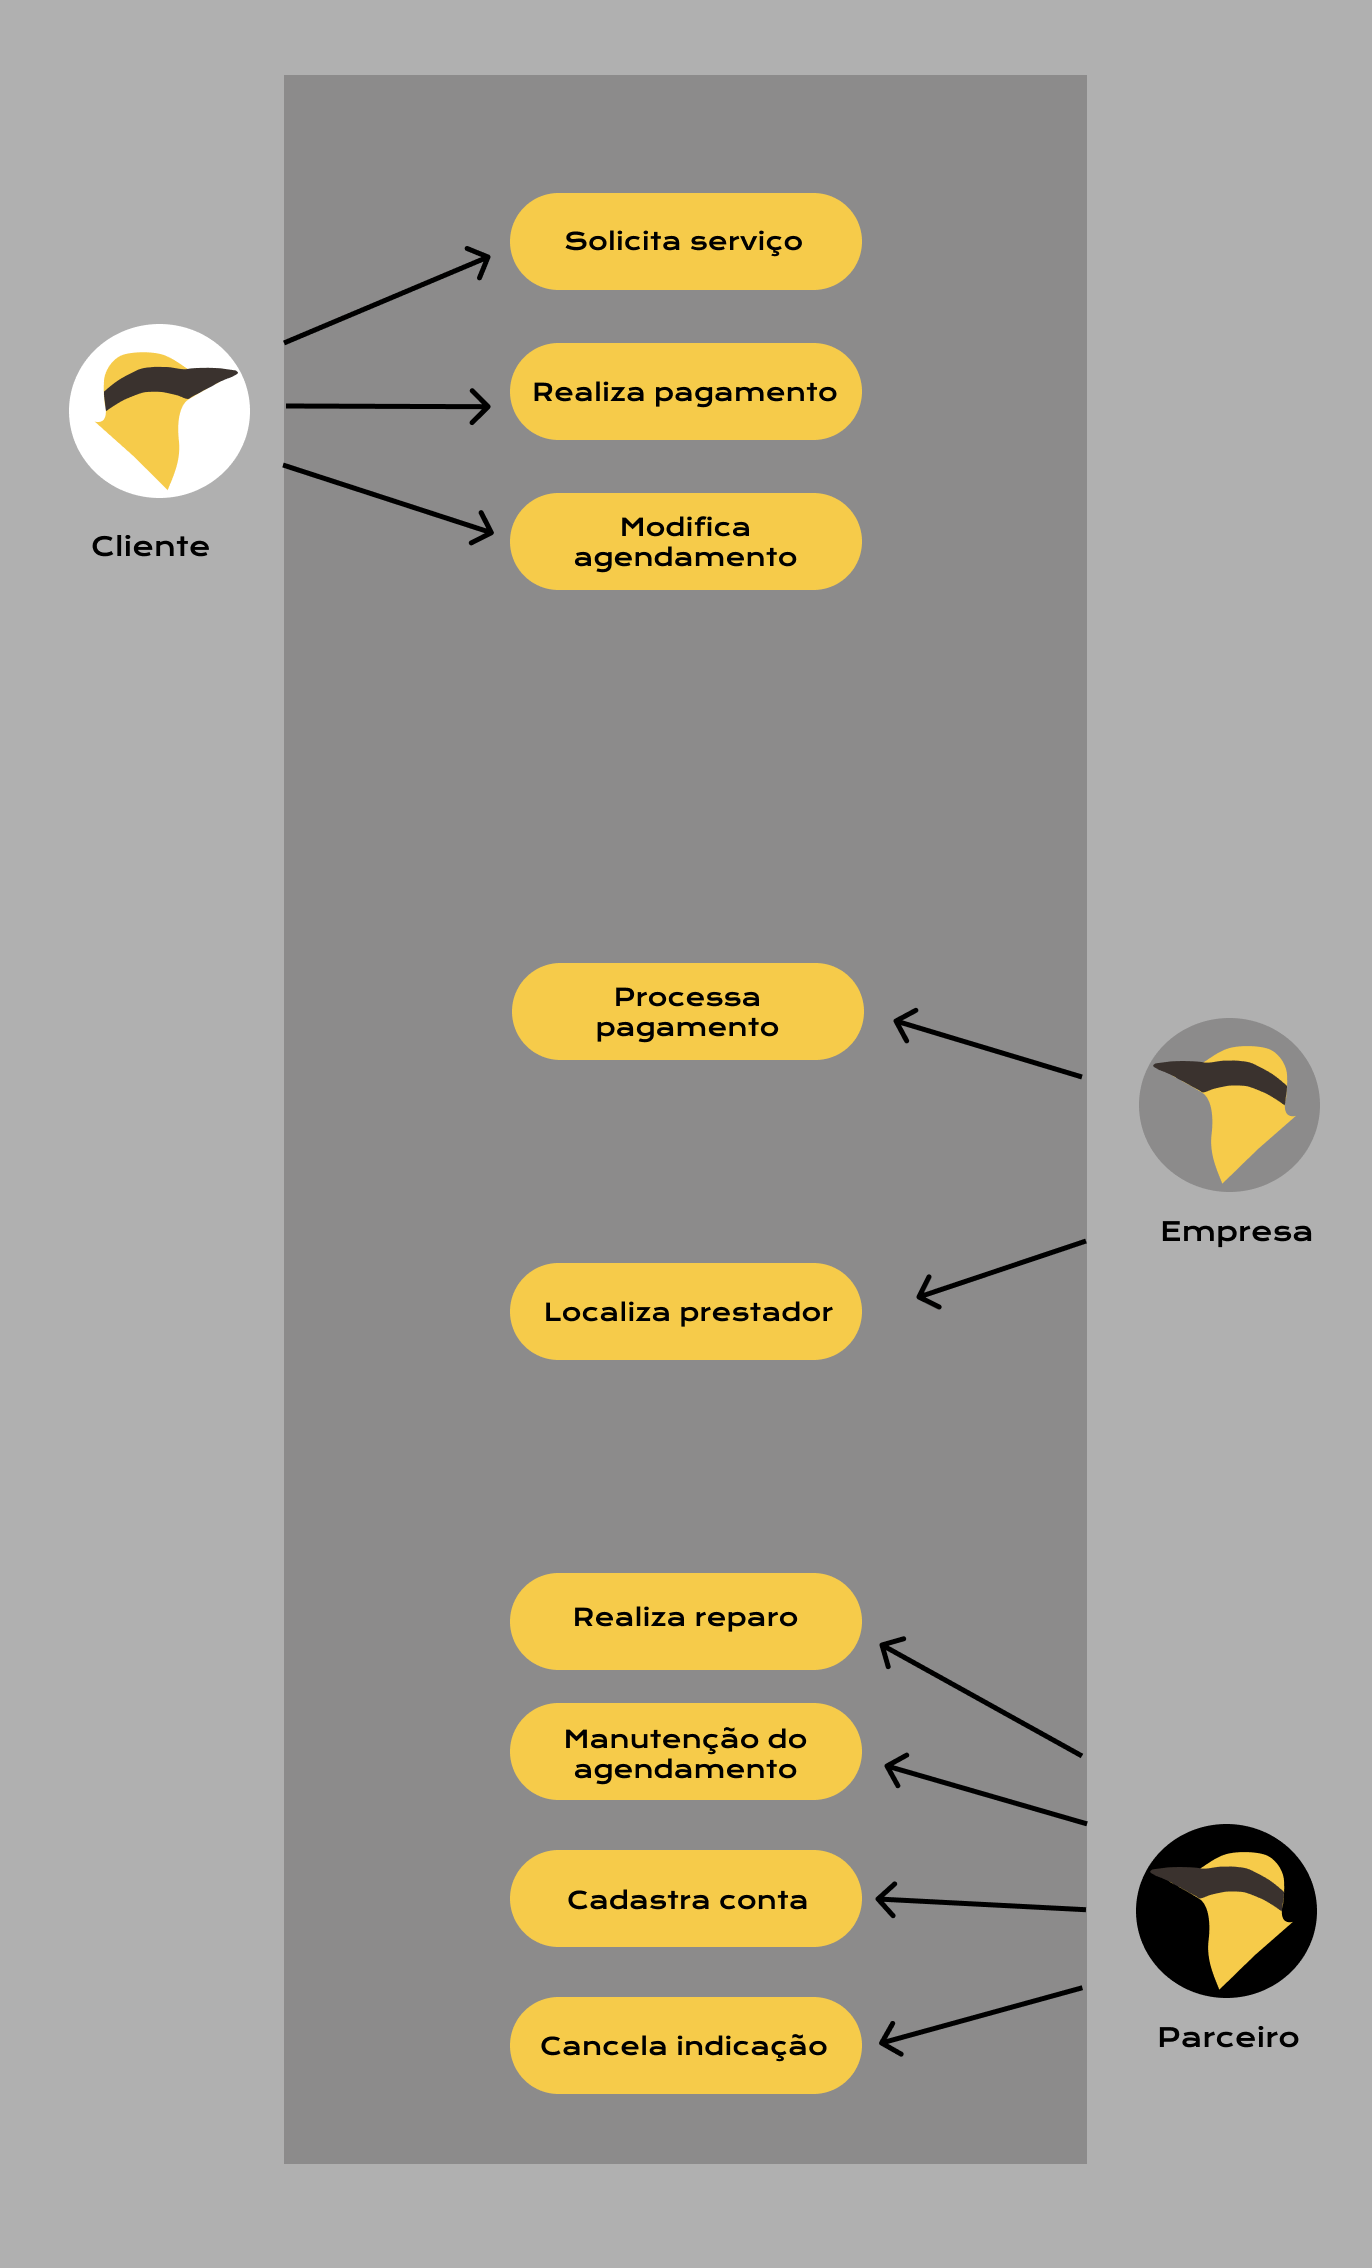 Solicita serviço
Realiza pagamento
Modifica
agendamento
Cliente
Processa
pagamento
Empresa
Localiza prestador
Realiza reparo
Manutenção do
agendamento
Cadastra conta
Parceiro
Cancela indicação